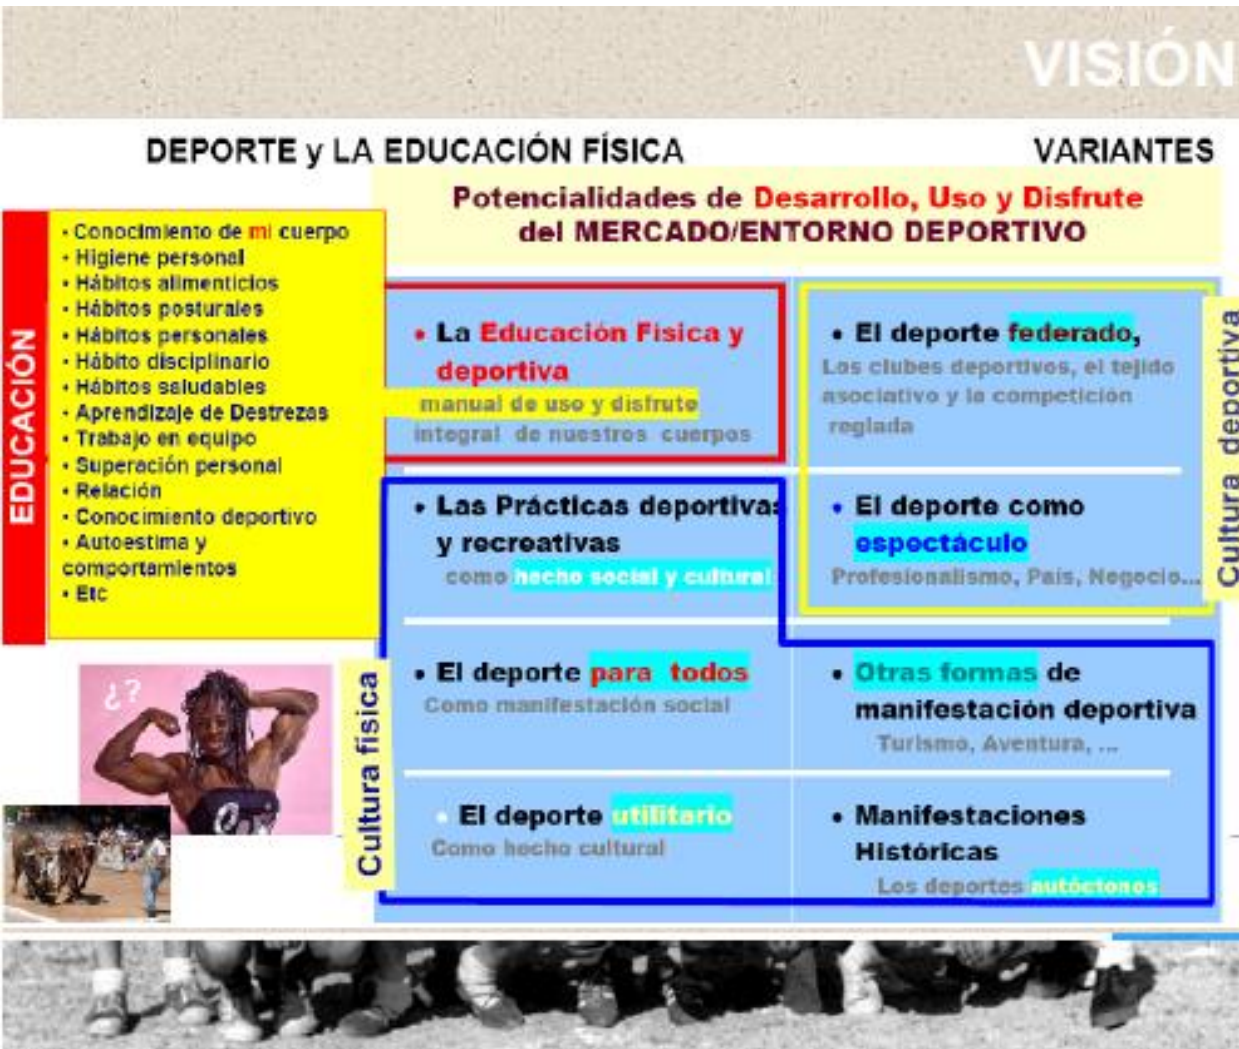 VISIÓN
DEPORTE y LA EDUCACIÓN FÍSICA
VARIANTES
Potencialidades de Desarrollo, Uso y Disfrute
del MERCADO/ENTORNO DEPORTIVO
EDUCACIÓN
• Conocimiento de mi cuerpo
• Higiene personal
• Hábitos alimenticios
• Hábitos posturales
• Hábitos personales
• Hábito disciplinario
• Hábitos saludables
• Aprendizaje de Destrezas
• Trabajo en equipo
• Superación personal
• Relación
• Conocimiento deportivo
• Autoestima y
comportamientos
• Etc
• La Educación Física y
deportiva
manual de uso y disfrute
integral de nuestros cuerpos
• El deporte federado,
Los clubes deportivos, el tejido
asociativo y la competición
reglada
Cultura deportiva
• Las Prácticas deportivas
y recreativas
como hecho social y cultural
• El deporte como
espectáculo
Profesionalismo, País, Negocio...
¿?
Cultura física
• El deporte para todos
Como manifestación social
• Otras formas de
manifestación deportiva
Turismo, Aventura, ...
• El deporte utilitario
Como hecho cultural
• Manifestaciones
Históricas
Los deportes autóctonos